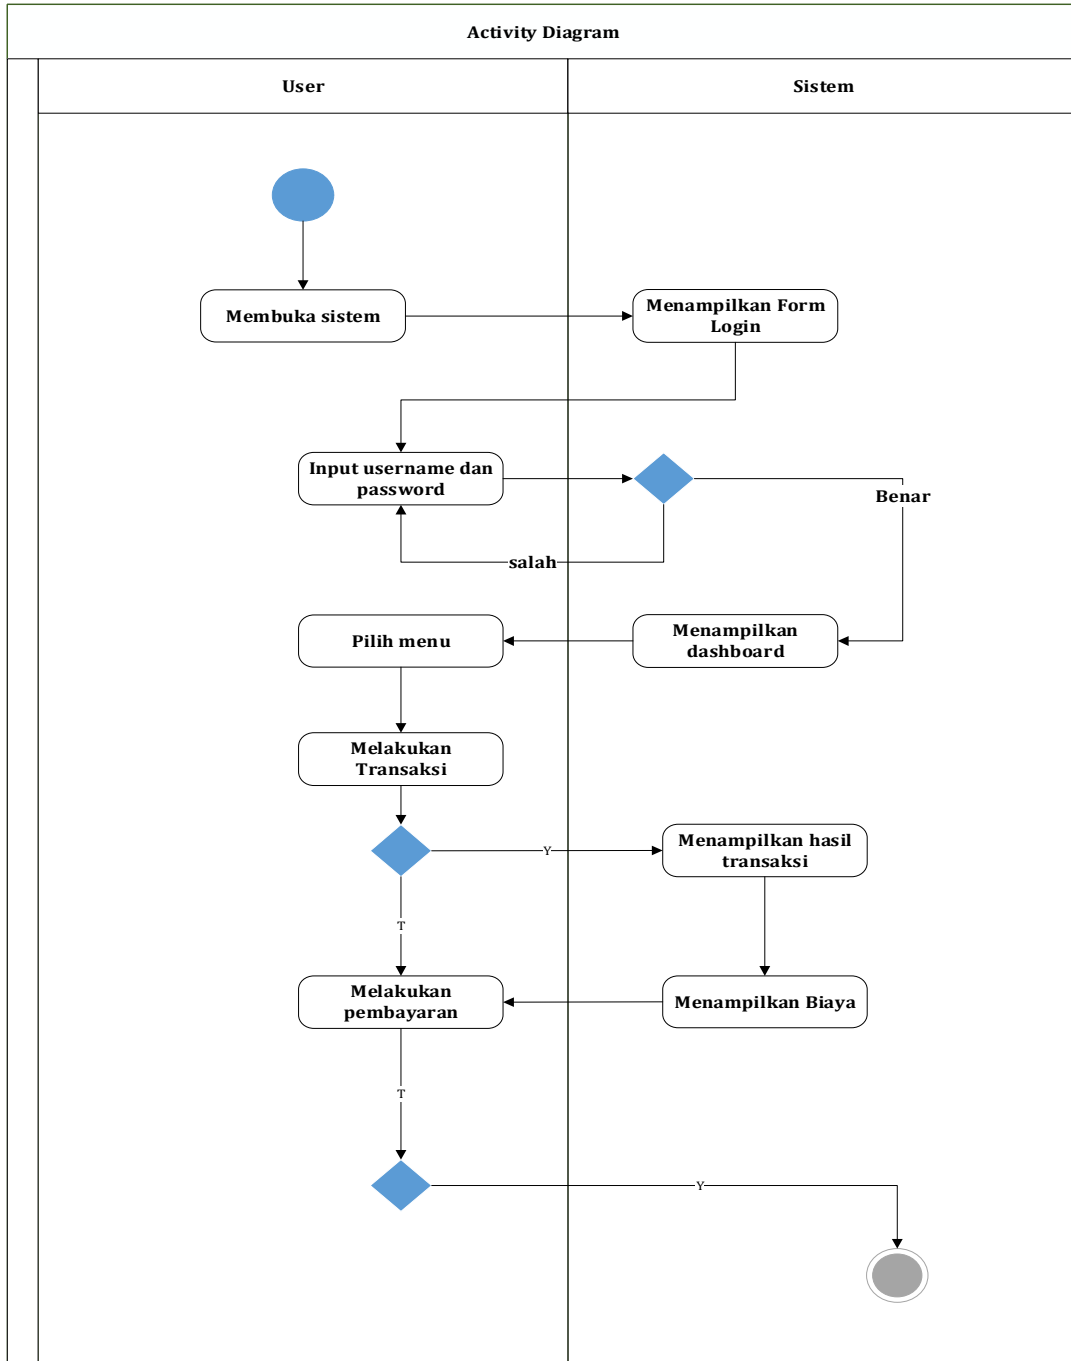 Activity Diagram
User
Sistem
Membuka sistem
Menampilkan Form
Login
Input username dan
password
Benar
salah
Pilih menu
Menampilkan
dashboard
Melakukan
Transaksi
Y
Menampilkan hasil
transaksi
T
Melakukan
pembayaran
Menampilkan Biaya
T
Y